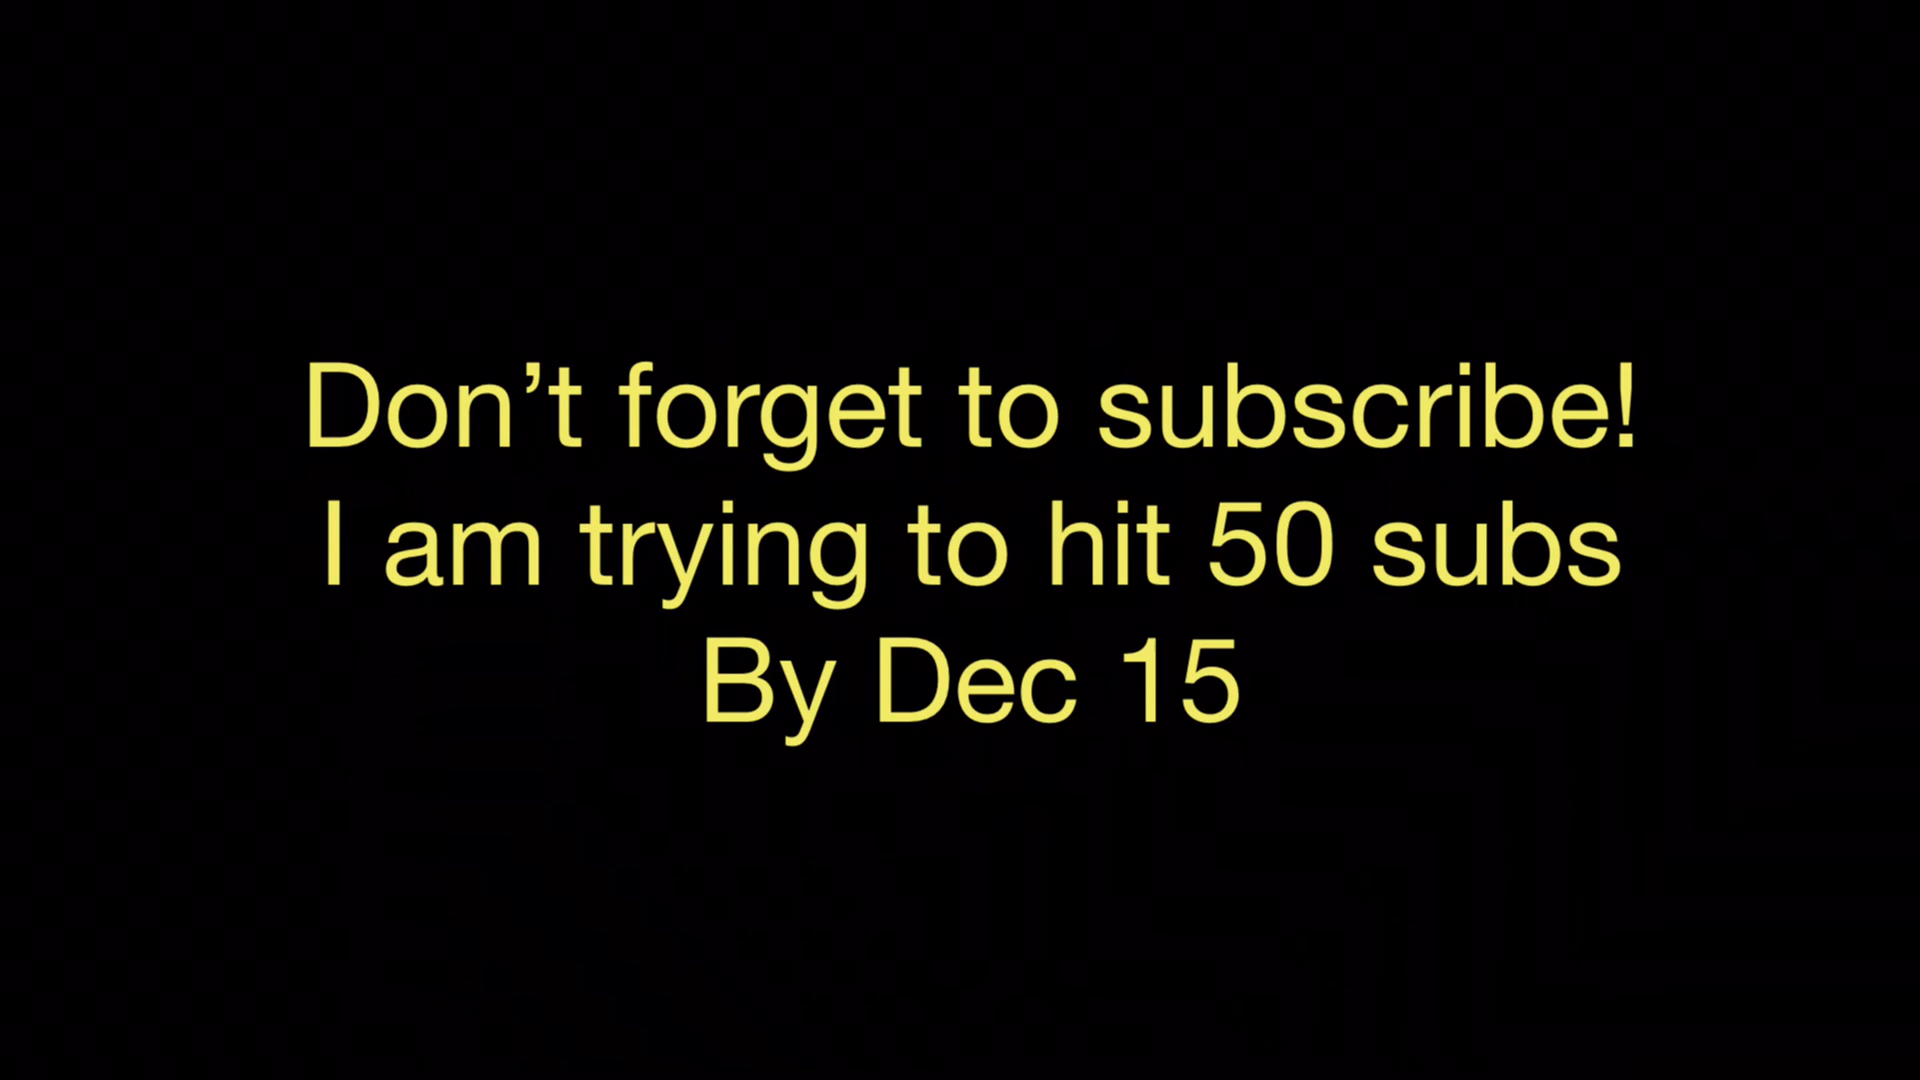 Don’t forget to subscribe!
I am trying to hit 50 subs
By Dec 15